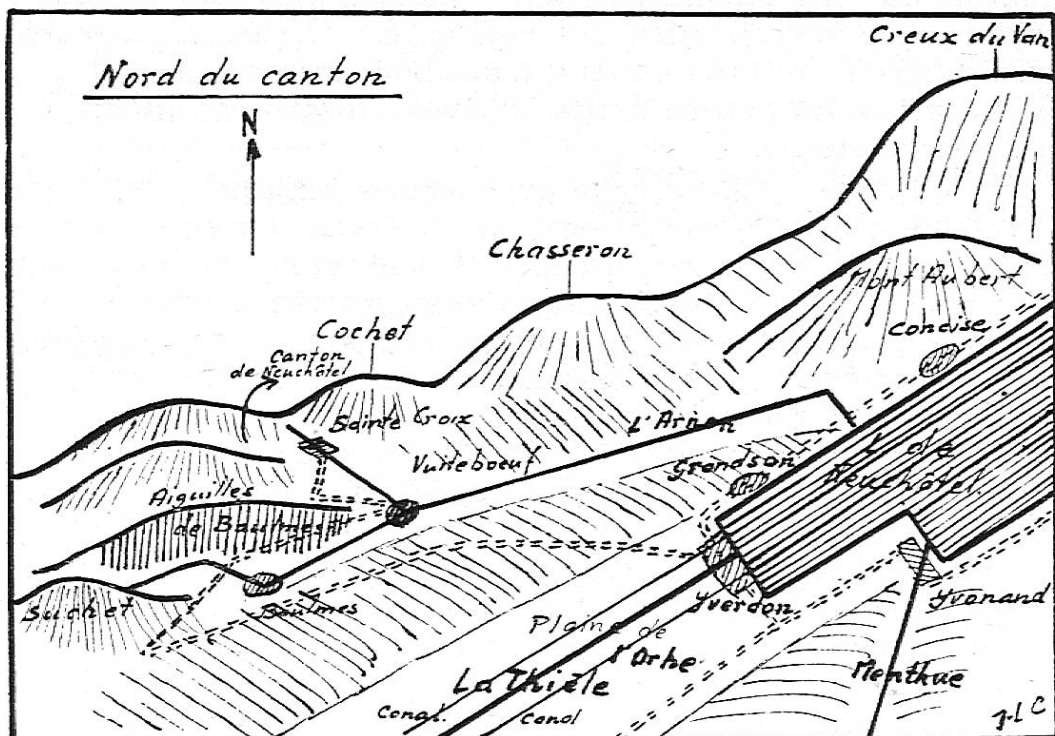 Creux du Van
Nord du canton
N
Chasseron
Mont Aubert
Concise
Cochet
Canton
de Neuchâtel
Sainte Croix
L'Arnon
Vuiteboeuf
Grandson
L. de
Neuchâtel.
Aiguilles
de Baulmes
Suchet
Baulmes
Yverdon
Yvonand
Plaine de
l'Orbe
La Thièle
Menthue
Canal.
Canal
J-L C